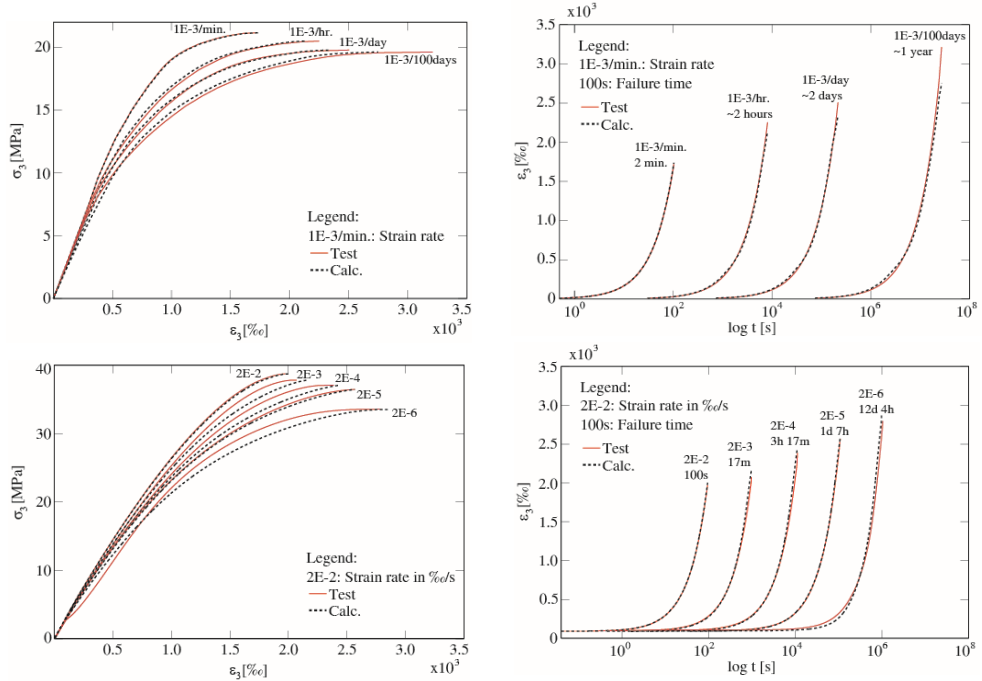 20
15
10
5
0
σ₃[MPa]
1E-3/min.
1E-3/hr.
1E-3/day
1E-3/100days
Legend:
1E-3/min.: Strain rate
Test
Calc.
0.5
1.0
1.5
2.0
2.5
3.0
3.5
x10³
ε₃[‰]
x10³
3.5
3.0
2.5
2.0
1.5
1.0
0.5
0
ε₃[‰]
Legend:
1E-3/min.: Strain rate
100s: Failure time
Test
Calc.
1E-3/min.
2 min.
1E-3/hr.
~2 hours
1E-3/day
~2 days
1E-3/100days
~1 year
10⁰
10²
10⁴
10⁶
10⁸
log t [s]
40
30
20
10
0
σ₃[MPa]
2E-2
2E-3
2E-4
2E-5
2E-6
Legend:
2E-2: Strain rate in ‰/s
Test
Calc.
0.5
1.0
1.5
2.0
2.5
3.0
3.5
x10³
ε₃[‰]
x10³
3.5
3.0
2.5
2.0
1.5
1.0
0.5
0
ε₃[‰]
Legend:
2E-2: Strain rate in ‰/s
100s: Failure time
Test
Calc.
2E-2
100s
2E-3
17m
2E-4
3h 17m
2E-5
1d 7h
2E-6
12d 4h
10⁰
10²
10⁴
10⁶
10⁸
log t [s]